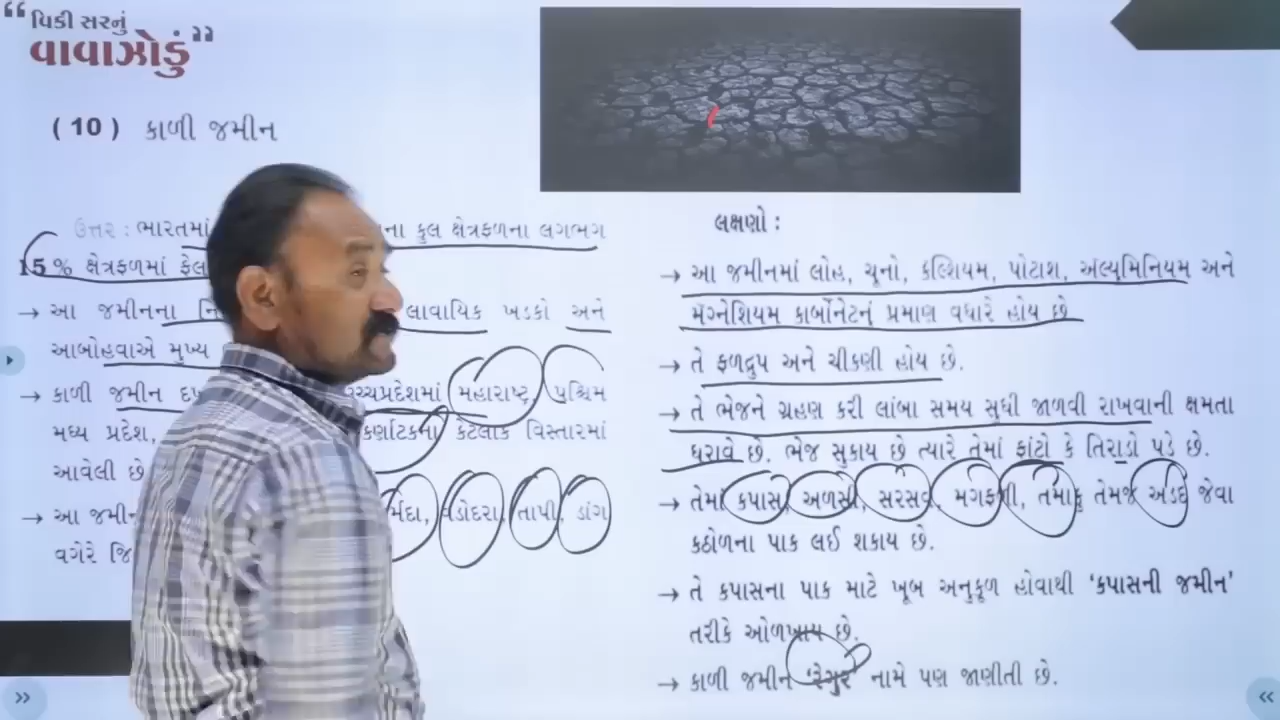 “ વિકી સરનું
વાવાઝોડું ”
( 10 ) કાળી જમીન
ઉત્તર : ભારતમાં ના કુલ ક્ષેત્રફળના લગભગ
15 % ક્ષેત્રફળમાં
→ આ જમીનના લાવાયિક ખડકો અને
આબોહવાએ મુખ્ય
→ કાળી જમીન મહારાષ્ટ્ર, પશ્ચિમ
મધ્ય પ્રદેશ, કર્ણાટકના કેટલાક વિસ્તારમાં
આવેલી છે
→ આ વડોદરા, તાપી, ડાંગ
વગેરે
લક્ષણો :
→ આ જમીનમાં લોહ, ચૂનો, કેલ્શિયમ, પોટાશ, અલ્યુમિનિયમ અને
મૅગ્નેશિયમ કાર્બોનેટનું પ્રમાણ વધારે હોય છે
→ તે ફળદ્રુપ અને ચીકણી હોય છે.
→ તે ભેજને ગ્રહણ કરી લાંબા સમય સુધી જાળવી રાખવાની ક્ષમતા
ધરાવે છે. ભેજ સુકાય છે ત્યારે તેમાં ફાંટો કે તિરાડો પડે છે.
→ તેમાં કપાસ, અળસી, સરસવ, મગફળી, તમાકુ તેમજ અડદ જેવા
કઠોળના પાક લઈ શકાય છે.
→ તે કપાસના પાક માટે ખૂબ અનુકૂળ હોવાથી ‘કપાસની જમીન’
તરીકે ઓળખાય છે.
→ કાળી જમીન ‘રેગુર’ નામે પણ જાણીતી છે.